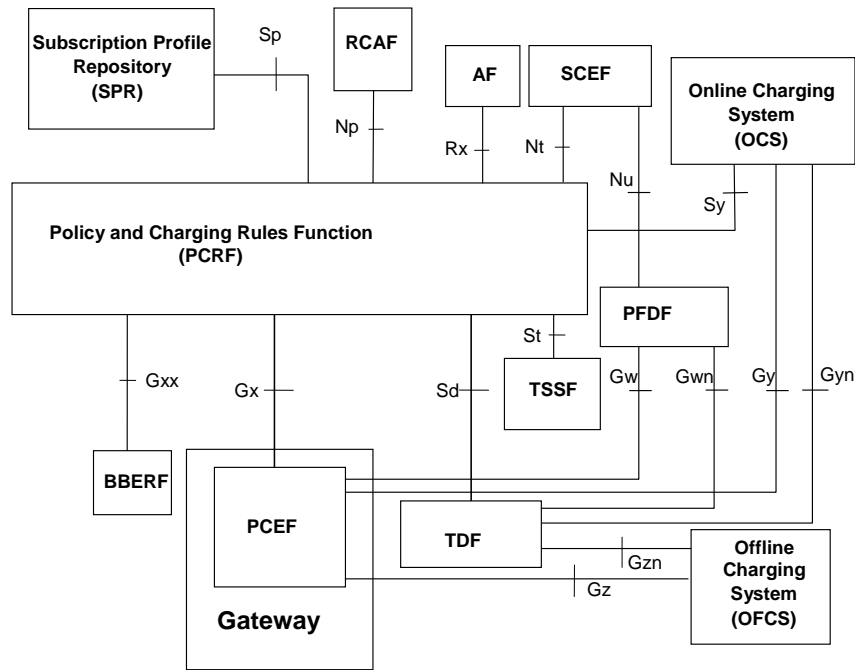 Subscription Profile
Repository
(SPR)
Sp
RCAF
Np
AF
Rx
SCEF
Nt
Nu
Online Charging
System
(OCS)
Sy
Policy and Charging Rules Function
(PCRF)
PFDF
St
TSSF
Gxx
Gx
Sd
Gw
Gwn
Gy
Gyn
BBERF
PCEF
TDF
Gateway
Gzn
Gz
Offline
Charging
System
(OFCS)